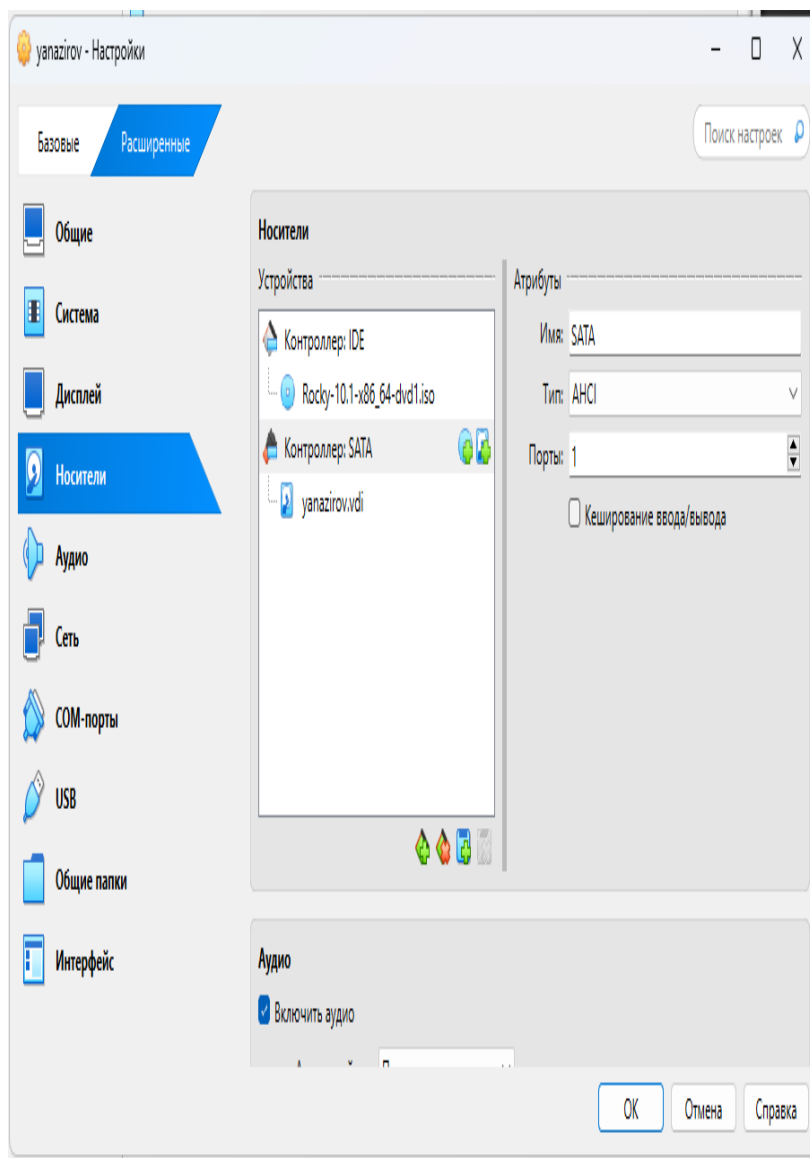 yanazirov - Настройки
Базовые
Расширенные
Поиск настроек
Общие
Система
Дисплей
Носители
Аудио
Сеть
COM-порты
USB
Общие папки
Интерфейс
Носители
Устройства
Контроллер: IDE
Rocky-10.1-x86_64-dvd1.iso
Контроллер: SATA
yanazirov.vdi
Атрибуты
Имя: SATA
Тип: AHCI
Порты: 1
Кеширование ввода/вывода
Аудио
Включить аудио
OK
Отмена
Справка